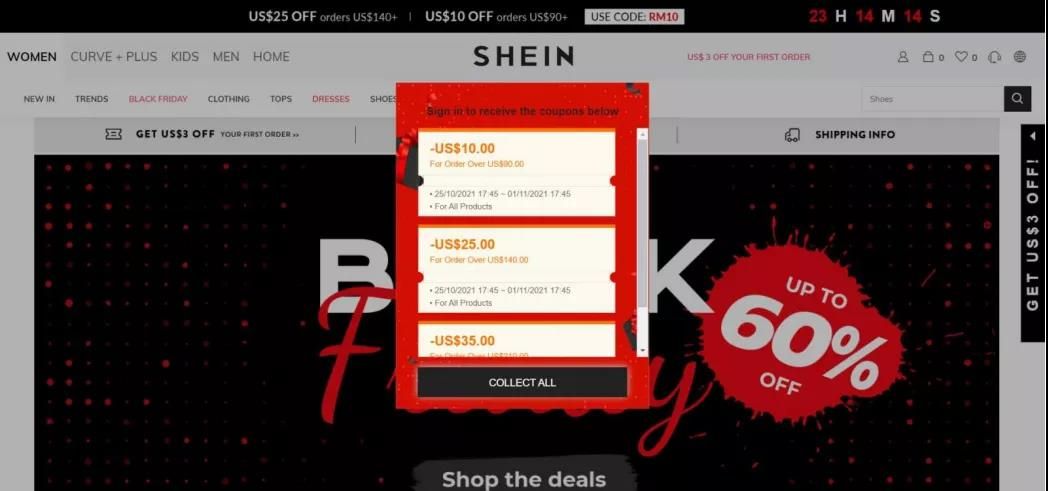 US$25 OFF orders US$140+ | US$10 OFF orders US$90+ USE CODE: RM10 23 H 14 M 14 S
WOMEN CURVE + PLUS KIDS MEN HOME SHEIN US$ 3 OFF YOUR FIRST ORDER 0 0
NEW IN TRENDS BLACK FRIDAY CLOTHING TOPS DRESSES SHOES Shoes
GET US$3 OFF YOUR FIRST ORDER >> SHIPPING INFO
Sign in to receive the coupons below
-US$10.00
For Order Over US$90.00
• 25/10/2021 17:45 ~ 01/11/2021 17:45
• For All Products
-US$25.00
For Order Over US$140.00
• 25/10/2021 17:45 ~ 01/11/2021 17:45
• For All Products
-US$35.00
For Order Over US$210.00
COLLECT ALL
B K
F y
UP TO
60%
OFF
Shop the deals
GET US$3 OFF!